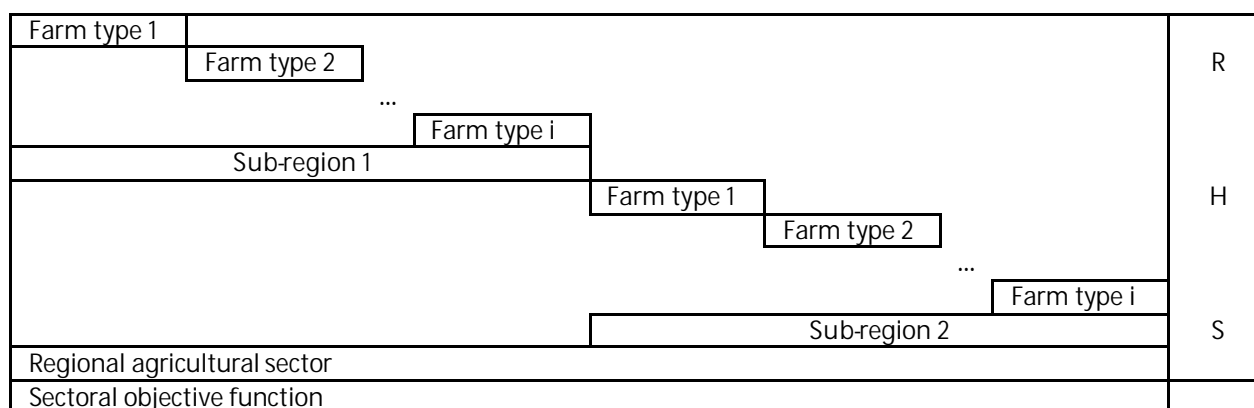 Farm type 1
Farm type 2 R
...
Farm type i
Sub-region 1
Farm type 1 H
Farm type 2
...
Farm type i
Sub-region 2 S
Regional agricultural sector
Sectoral objective function